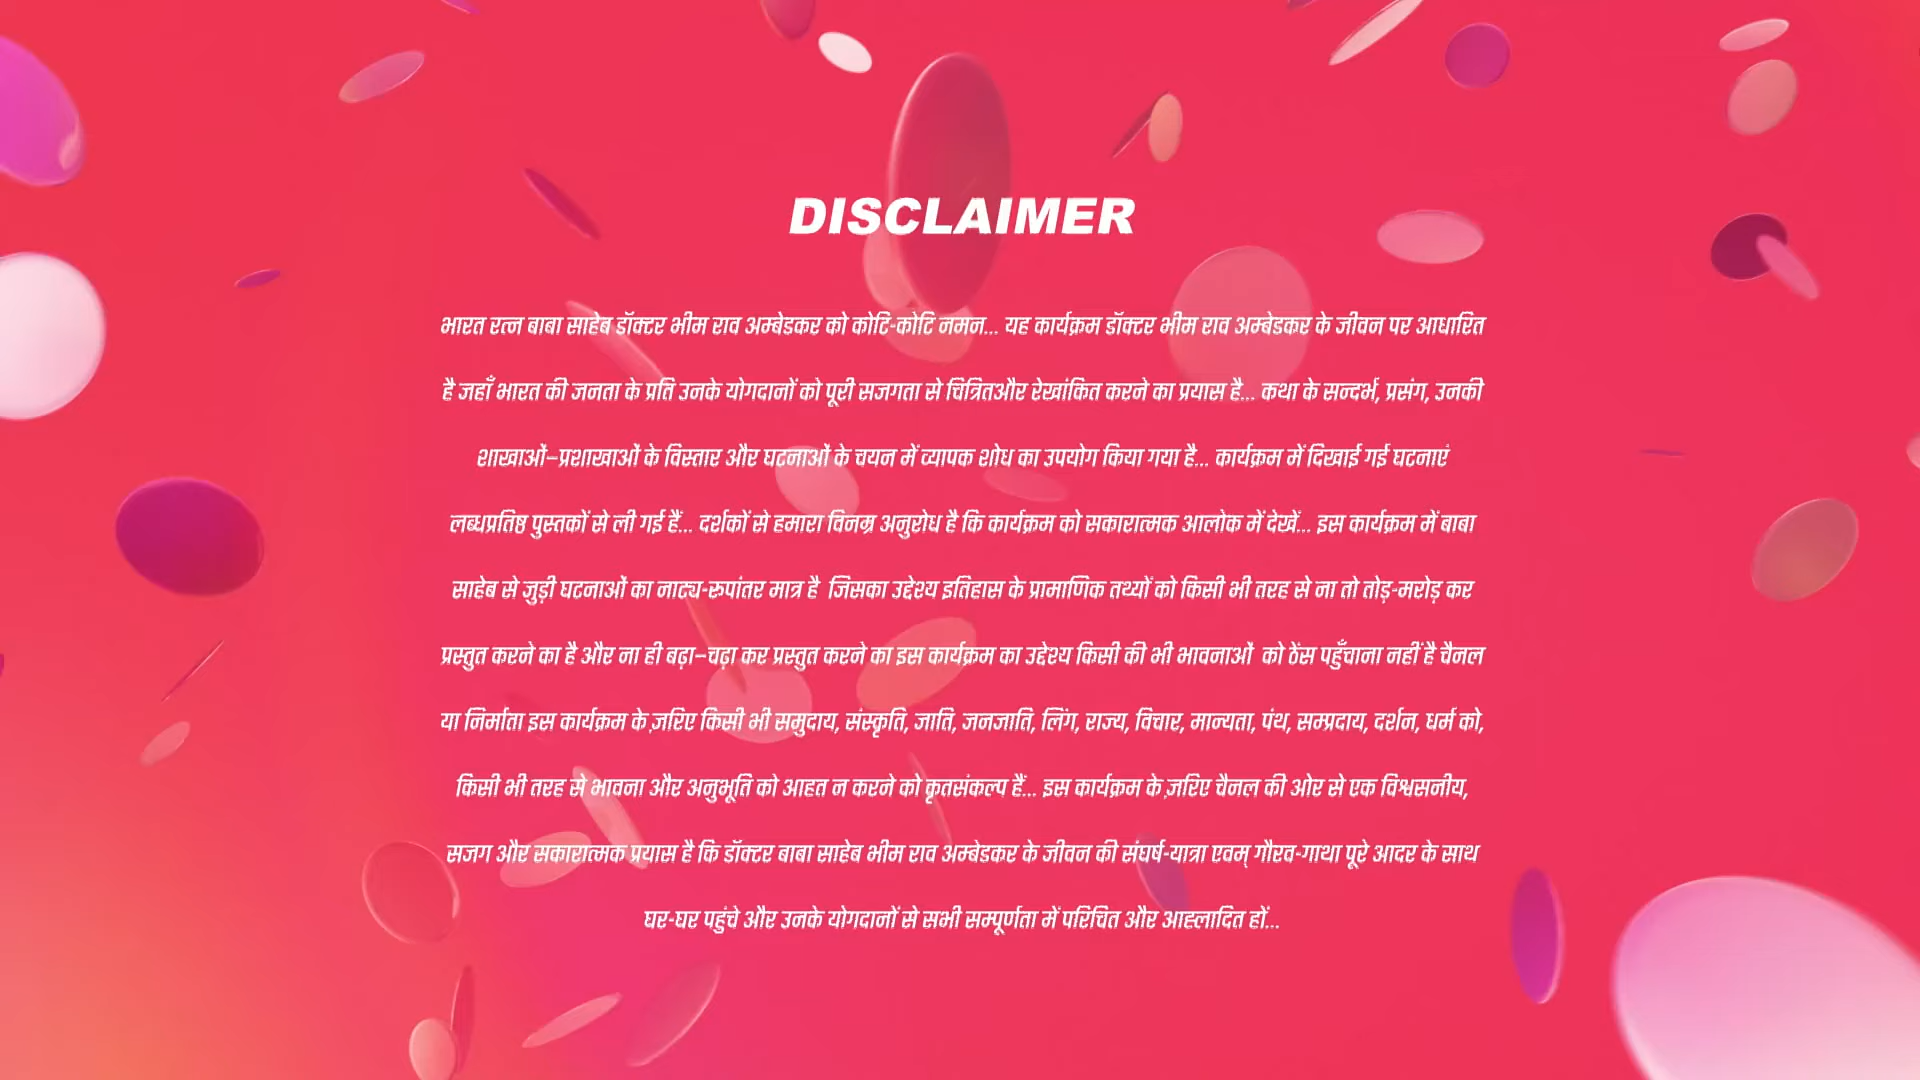 DISCLAIMER
भारत रत्न बाबा साहेब डॉक्टर भीम राव अम्बेडकर को कोटि-कोटि नमन... यह कार्यक्रम डॉक्टर भीम राव अम्बेडकर के जीवन पर आधारित
है जहाँ भारत की जनता के प्रति उनके योगदानों को पूरी सजगता से चित्रितऔर रेखांकित करने का प्रयास है... कथा के सन्दर्भ, प्रसंग, उनकी
शाखाओं–प्रशाखाओं के विस्तार और घटनाओं के चयन में व्यापक शोध का उपयोग किया गया है... कार्यक्रम में दिखाई गई घटनाएं
लब्धप्रतिष्ठ पुस्तकों से ली गई हैं... दर्शकों से हमारा विनम्र अनुरोध है कि कार्यक्रम को सकारात्मक आलोक में देखें... इस कार्यक्रम में बाबा
साहेब से जुड़ी घटनाओं का नाट्य-रूपांतर मात्र है जिसका उद्देश्य इतिहास के प्रामाणिक तथ्यों को किसी भी तरह से ना तो तोड़-मरोड़ कर
प्रस्तुत करने का है और ना ही बढ़ा–चढ़ा कर प्रस्तुत करने का इस कार्यक्रम का उद्देश्य किसी की भी भावनाओं को ठेंस पहुँचाना नहीं है चैनल
या निर्माता इस कार्यक्रम के ज़रिए किसी भी समुदाय, संस्कृति, जाति, जनजाति, लिंग, राज्य, विचार, मान्यता, पंथ, सम्प्रदाय, दर्शन, धर्म को,
किसी भी तरह से भावना और अनुभूति को आहत न करने को कृतसंकल्प हैं... इस कार्यक्रम के ज़रिए चैनल की ओर से एक विश्वसनीय,
सजग और सकारात्मक प्रयास है कि डॉक्टर बाबा साहेब भीम राव अम्बेडकर के जीवन की संघर्ष-यात्रा एवम् गौरव-गाथा पूरे आदर के साथ
घर-घर पहुंचे और उनके योगदानों से सभी सम्पूर्णता में परिचित और आह्लादित हों...